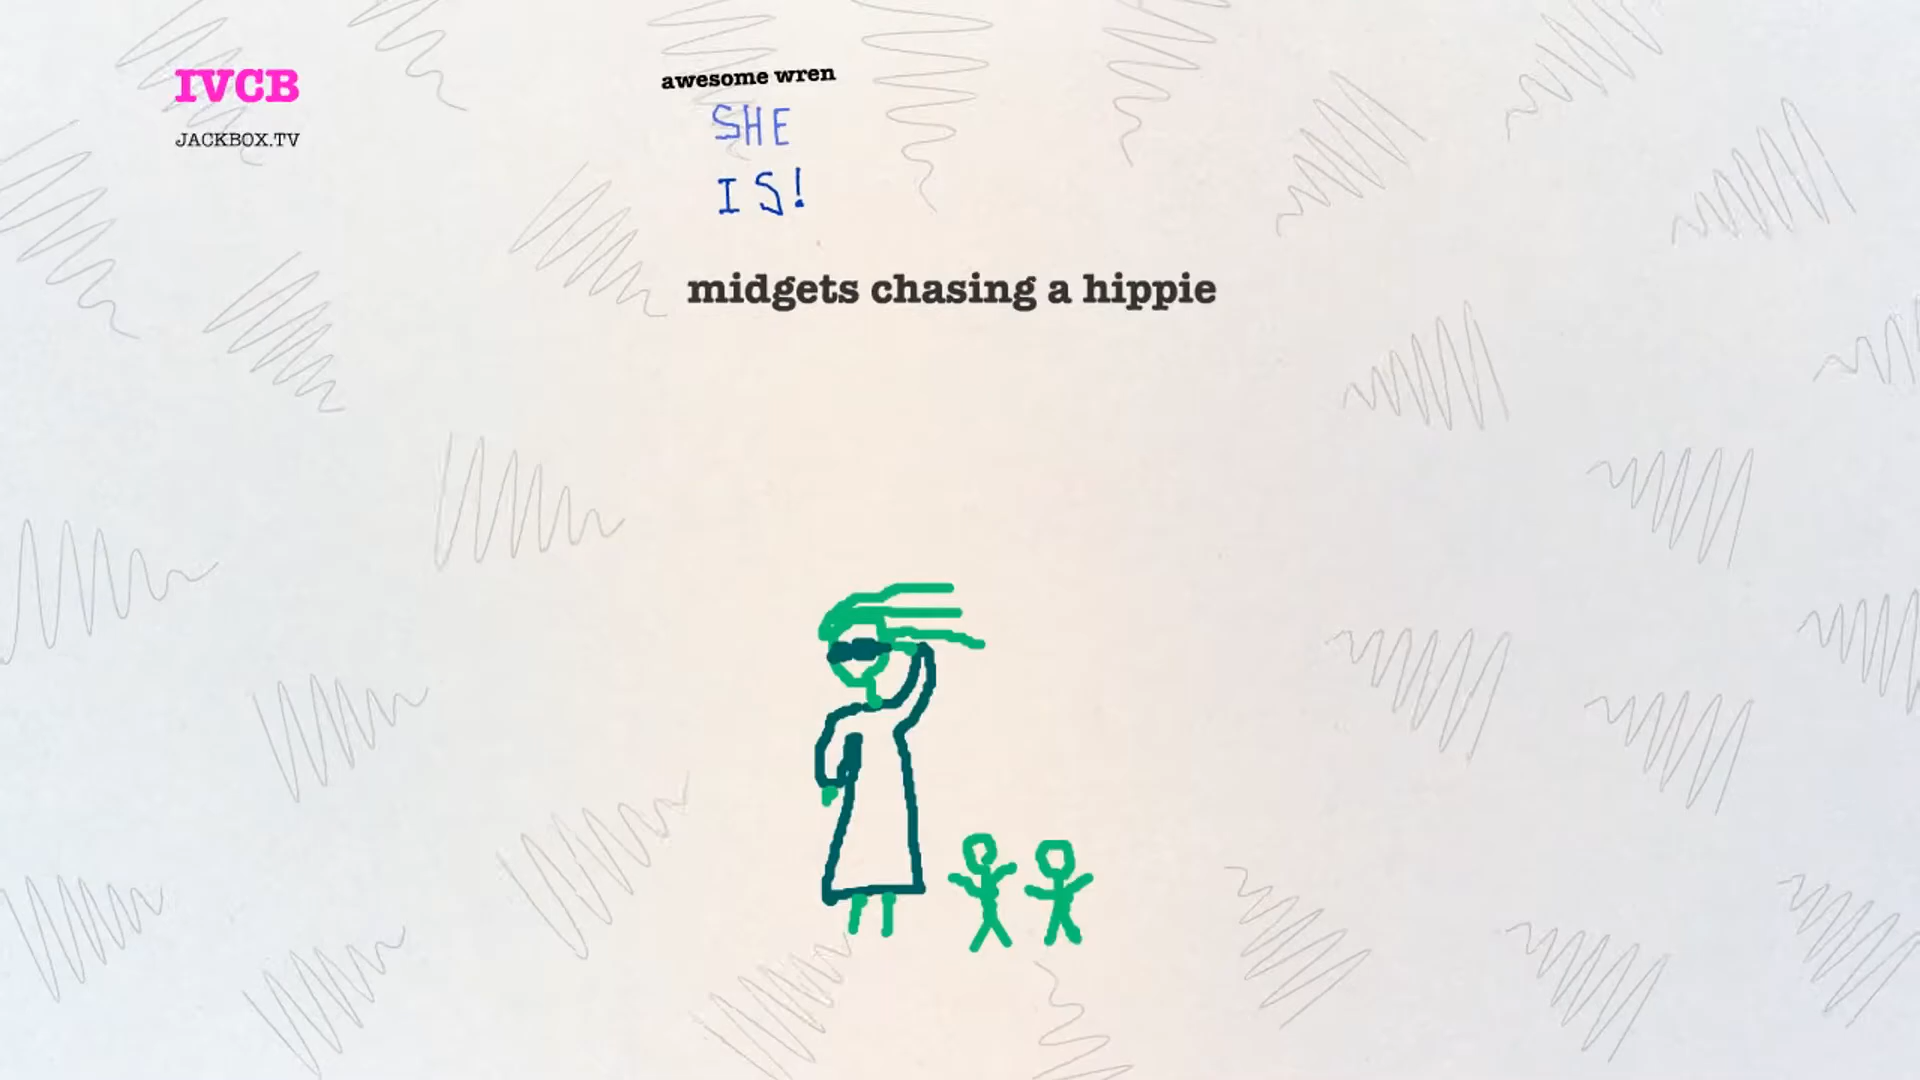 IVCB
JACKBOX.TV
awesome wren
SHE
IS!
midgets chasing a hippie